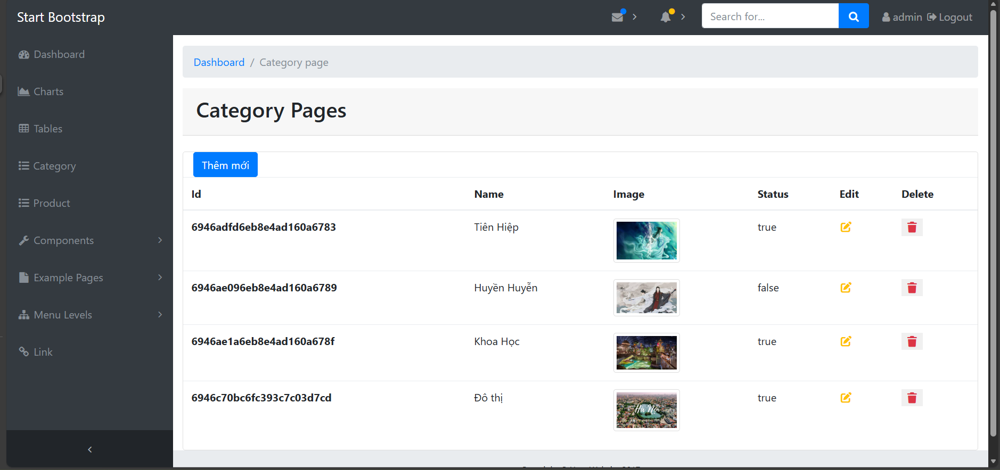 Start Bootstrap
Search for...
admin Logout
Dashboard
Charts
Tables
Category
Product
Components
Example Pages
Menu Levels
Link
Dashboard / Category page
Category Pages
Thêm mới
Id Name Image Status Edit Delete
6946adfd6eb8e4ad160a6783 Tiên Hiệp true
6946ae096eb8e4ad160a6789 Huyền Huyễn false
6946ae1a6eb8e4ad160a678f Khoa Học true
6946c70bc6fc393c7c03d7cd Đô thị true
Hà Nội